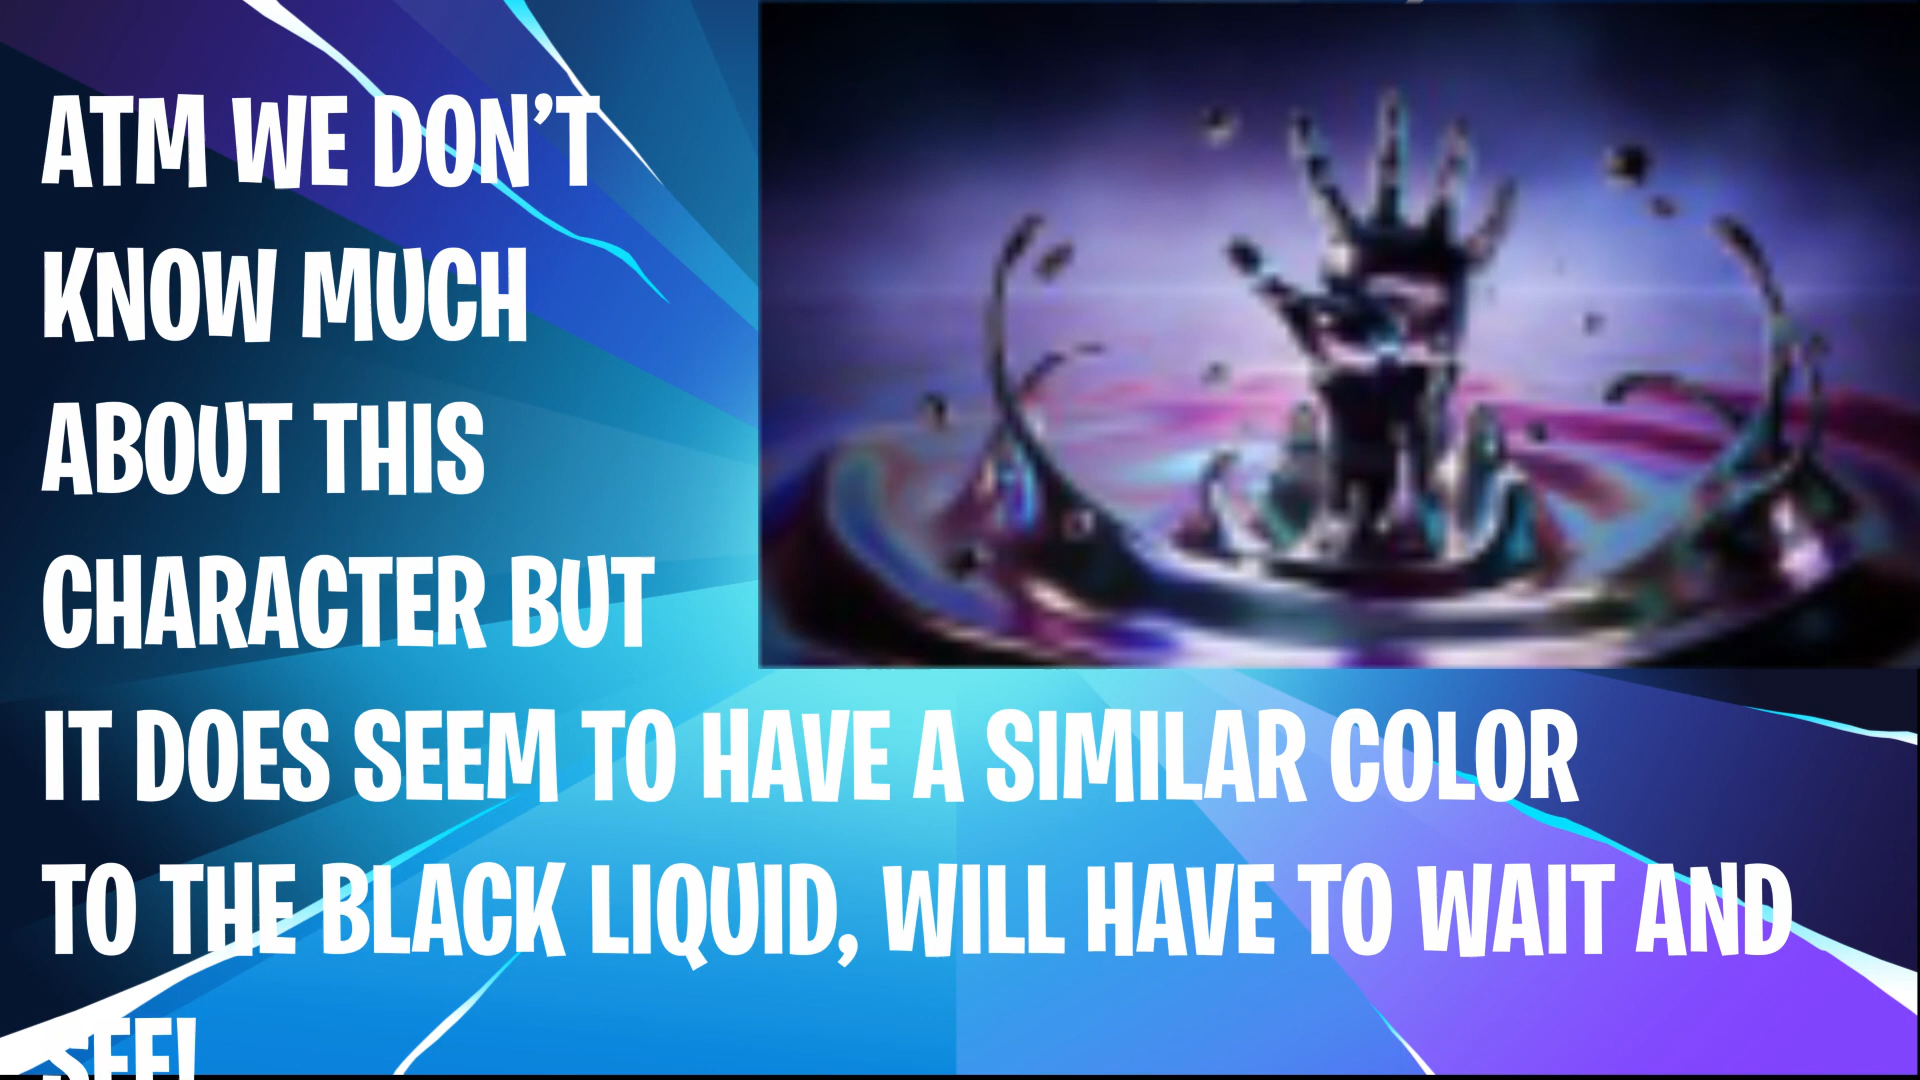 ATM WE DON’T
KNOW MUCH
ABOUT THIS
CHARACTER BUT
IT DOES SEEM TO HAVE A SIMILAR COLOR
TO THE BLACK LIQUID, WILL HAVE TO WAIT AND
SEE!